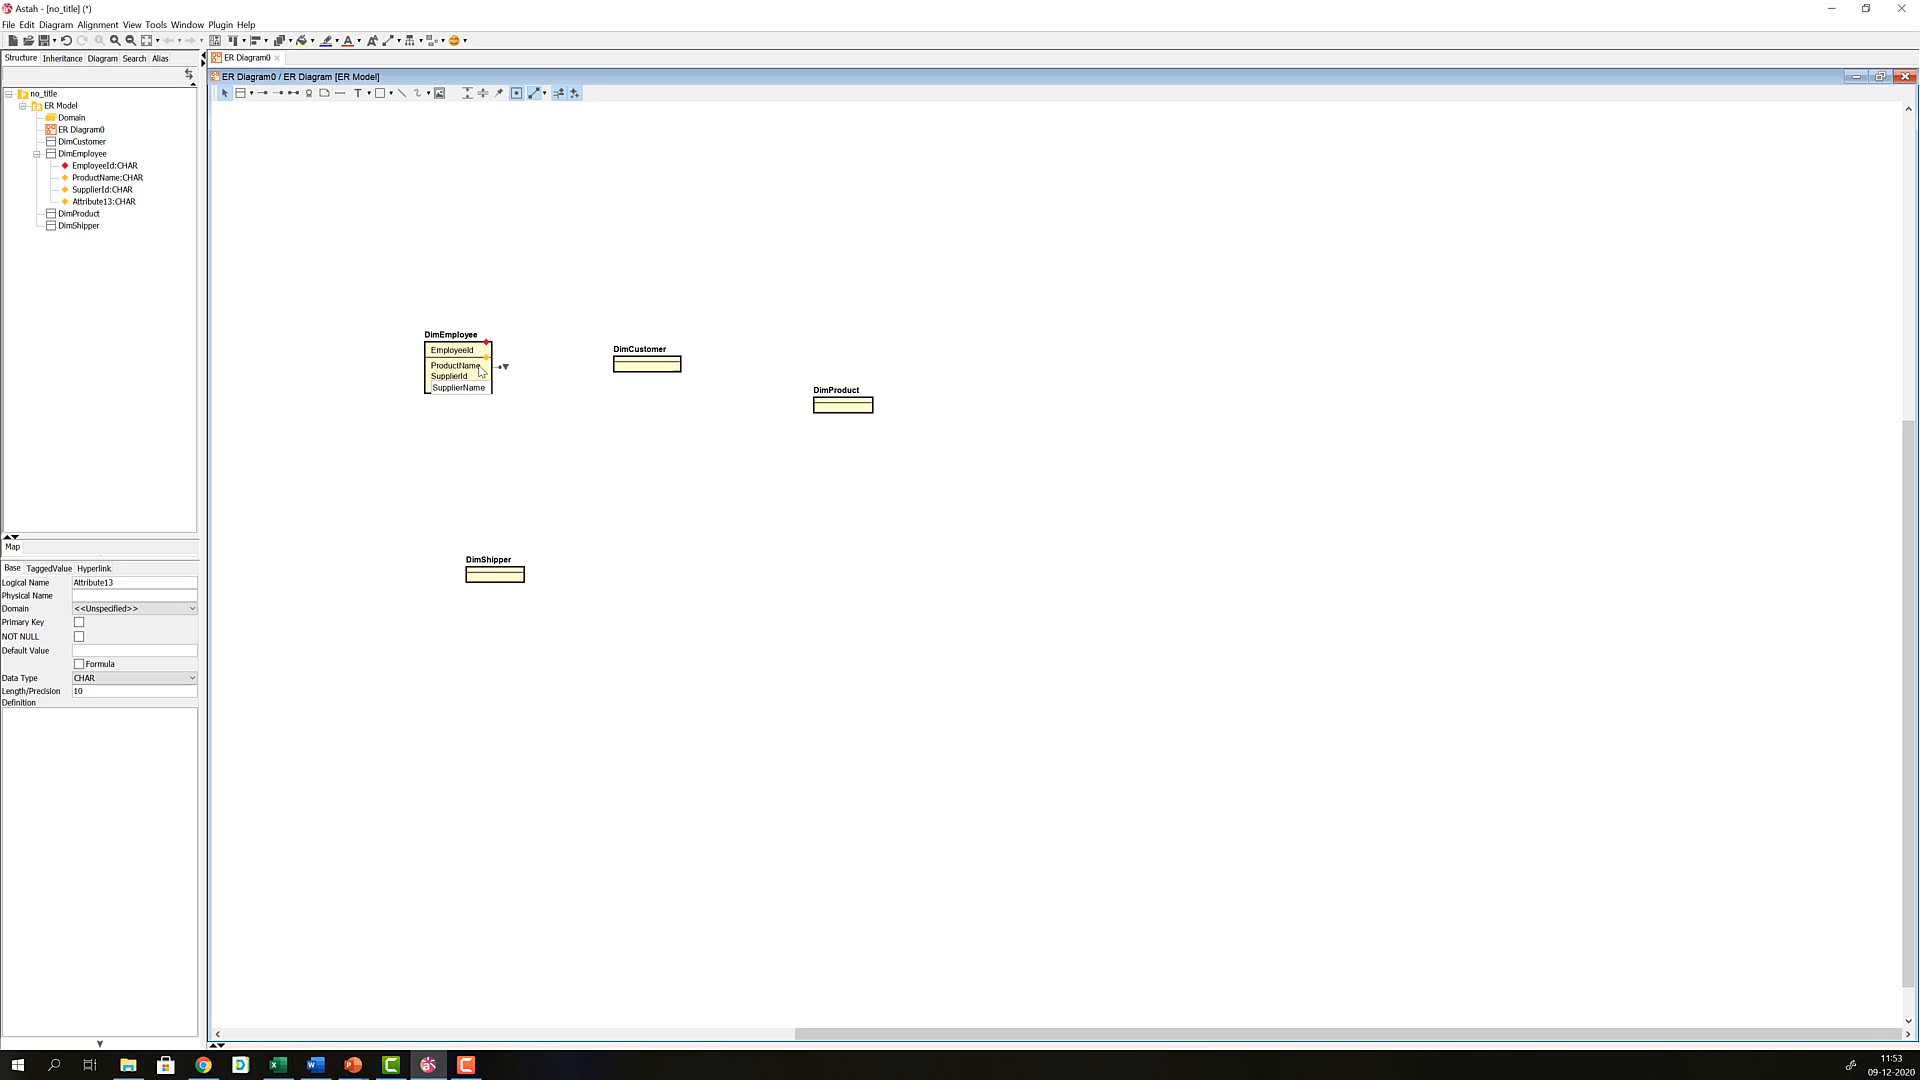 Astah - [no_title] (*)
File Edit Diagram Alignment View Tools Window Plugin Help
Structure Inheritance Diagram Search Alias
ER Diagram0
ER Diagram0 / ER Diagram [ER Model]
no_title
ER Model
Domain
ER Diagram0
DimCustomer
DimEmployee
EmployeeId:CHAR
ProductName:CHAR
SupplierId:CHAR
Attribute13:CHAR
DimProduct
DimShipper
DimEmployee
EmployeeId
ProductName
SupplierId
SupplierName
DimCustomer
DimProduct
DimShipper
Map
Base TaggedValue Hyperlink
Logical Name Attribute13
Physical Name
Domain <<Unspecified>>
Primary Key
NOT NULL
Default Value
Formula
Data Type CHAR
Length/Precision 10
Definition
11:53
09-12-2020